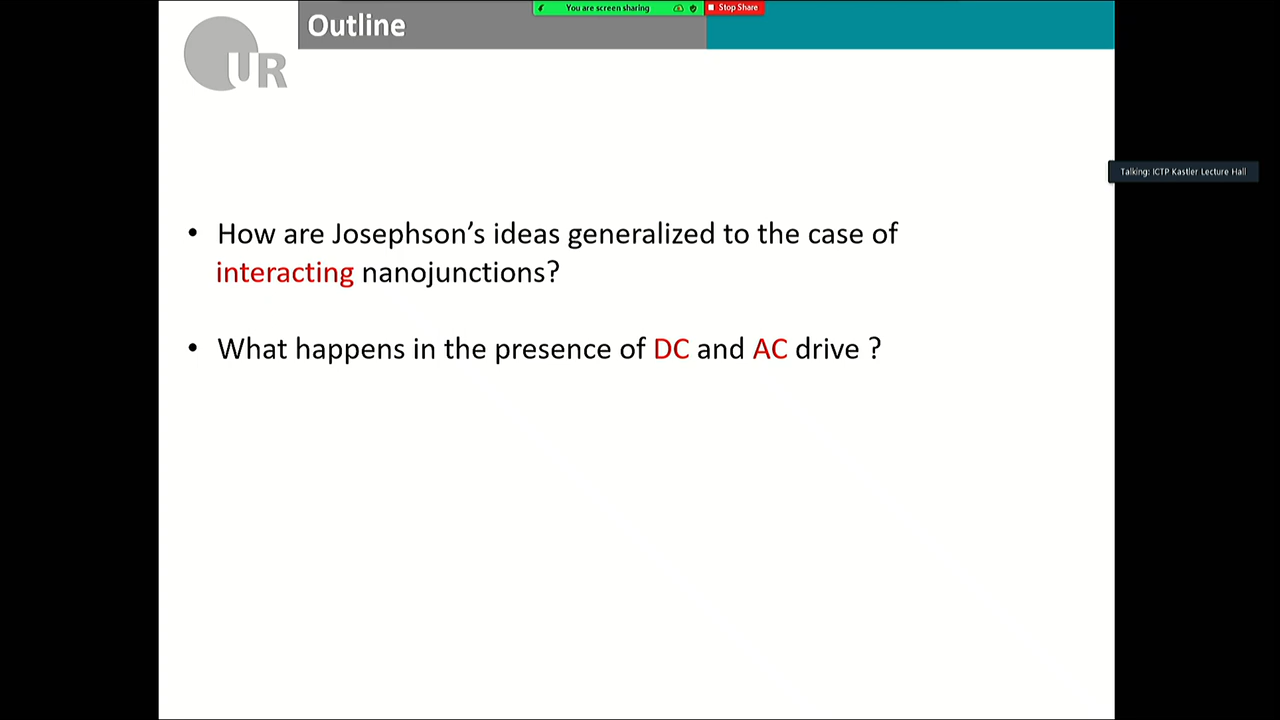 You are screen sharing
Stop Share
Outline
UR
Talking: ICTP Kastler Lecture Hall
• How are Josephson’s ideas generalized to the case of
interacting nanojunctions?
• What happens in the presence of DC and AC drive ?